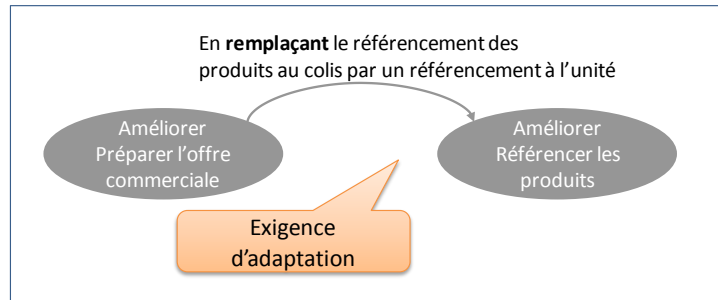 En remplaçant le référencement des
produits au colis par un référencement à l'unité
Améliorer
Préparer l'offre
commerciale
Améliorer
Référencer les
produits
Exigence
d'adaptation